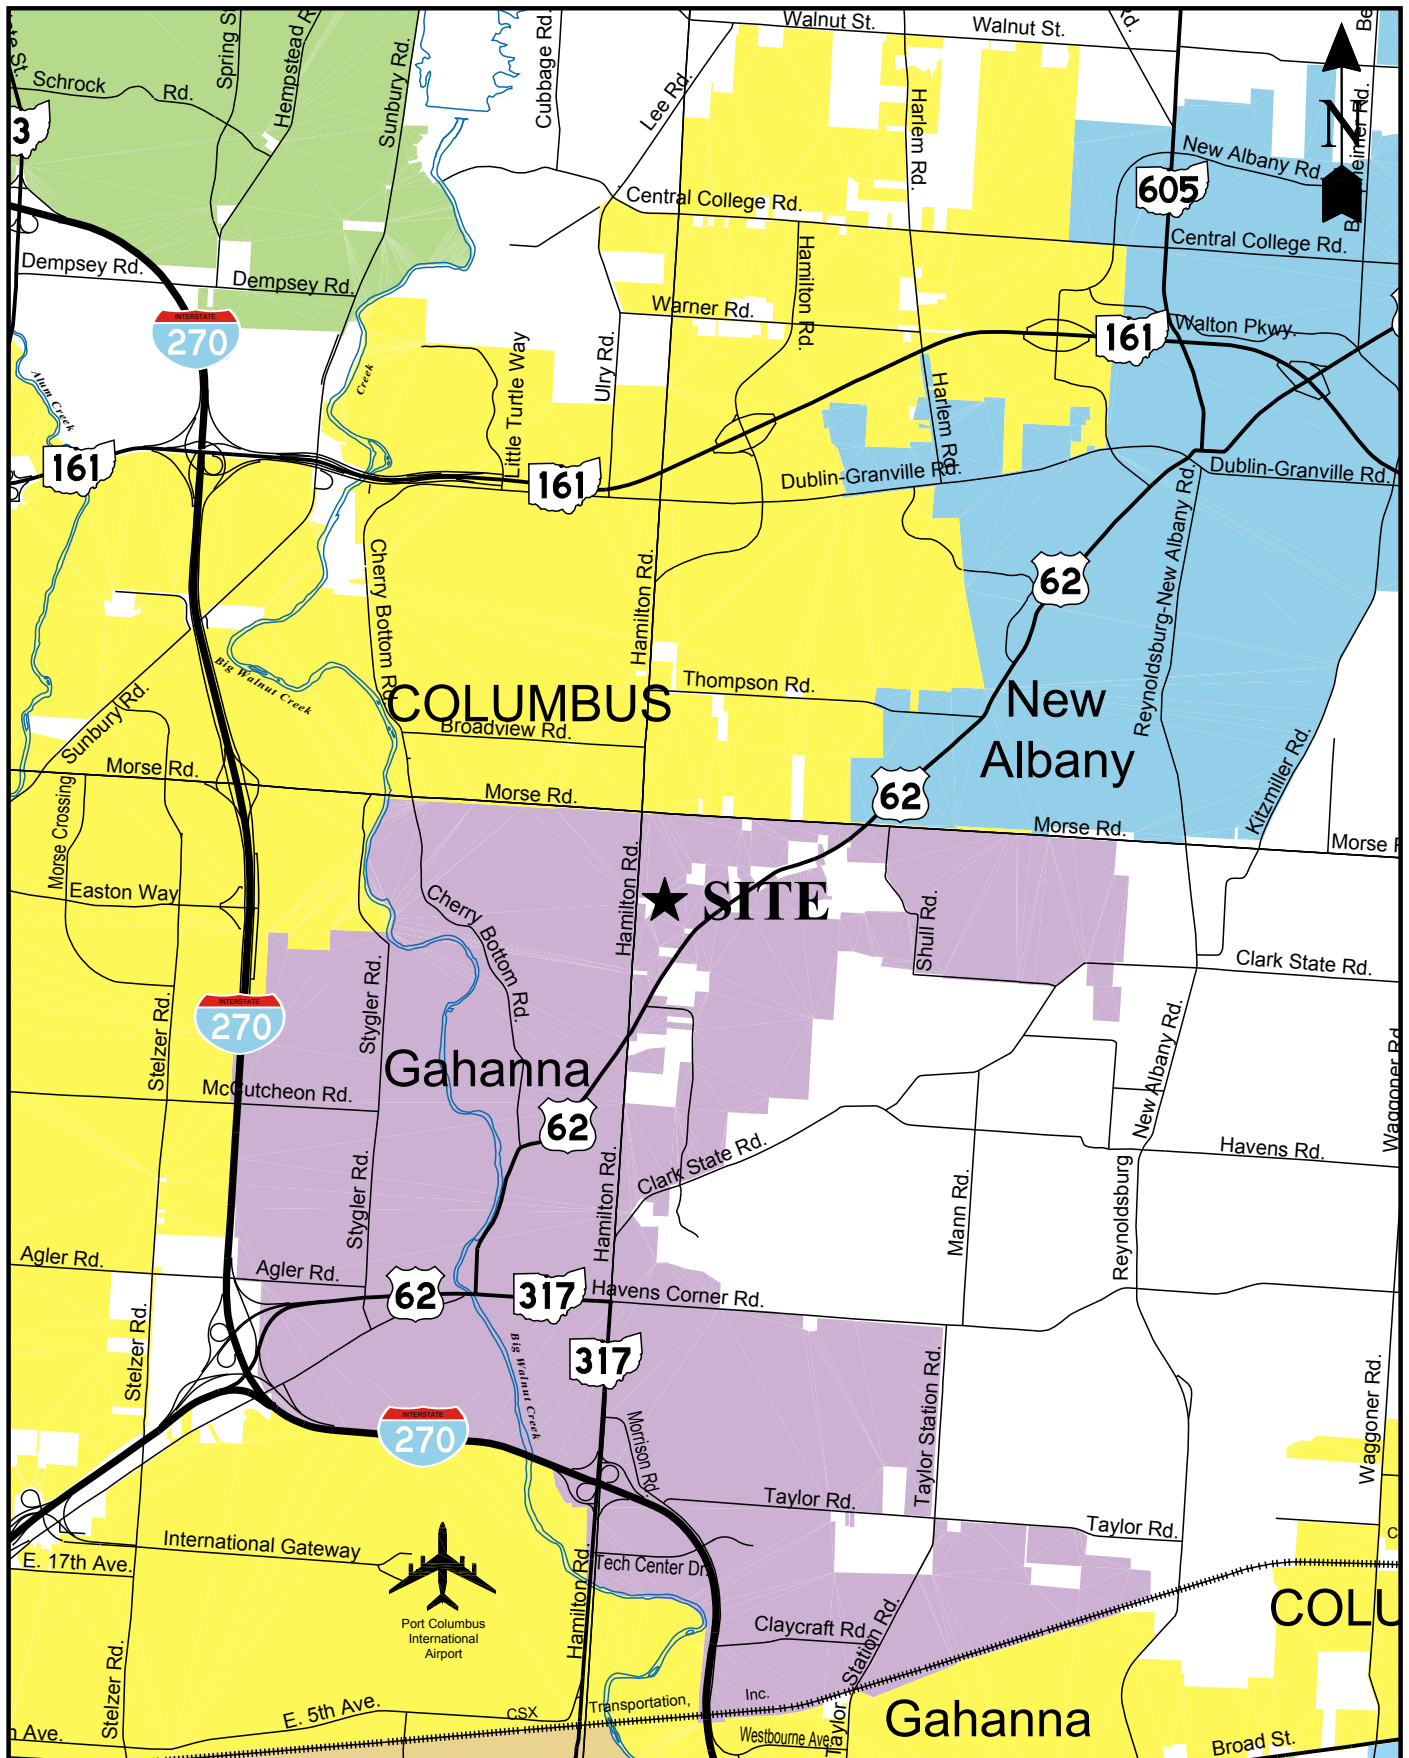 Walnut St.
Walnut St.
Rd.
Spring St
Hempstead R
Sunbury Rd.
Cubbage Rd.
Lee Rd.
Harlem Rd.
Schrock Rd.
3
N
New Albany Rd.
605
Central College Rd.
Central College Rd.
Dempsey Rd.
Dempsey Rd.
Hamilton Rd.
Warner Rd.
INTERSTATE
270
Walton Pkwy.
161
Alum Creek
Creek
Little Turtle Way
Ulry Rd.
Harlem Rd.
161
161
Dublin-Granville Rd.
Dublin-Granville Rd.
Cherry Bottom Rd.
Hamilton Rd.
62
Reynoldsburg-New Albany Rd.
Big Walnut Creek
Thompson Rd.
COLUMBUS
New
Albany
Sunbury Rd.
Broadview Rd.
Kitzmiller Rd.
Morse Rd.
Morse Rd.
62
Morse Rd.
Morse R
Morse Crossing
Easton Way
Hamilton Rd.
SITE
Cherry Bottom Rd.
Shull Rd.
Clark State Rd.
Stelzer Rd.
INTERSTATE
270
Stygler Rd.
Gahanna
New Albany Rd.
Waggoner Rd
McCutcheon Rd.
62
Clark State Rd.
Havens Rd.
Stygler Rd.
Hamilton Rd.
Mann Rd.
Reynoldsburg
Agler Rd.
Agler Rd.
62
317
Havens Corner Rd.
Stelzer Rd.
Big Walnut Creek
317
Taylor Station Rd.
Waggoner Rd.
INTERSTATE
270
Morrison Rd.
Taylor Rd.
Taylor Rd.
International Gateway
E. 17th Ave.
Tech Center Dr.
Hamilton Rd.
Port Columbus
International
Airport
COLU
Claycraft Rd.
Taylor Station Rd.
Stelzer Rd.
E. 5th Ave.
CSX Transportation, Inc.
Gahanna
Westbourne Ave.
Ave.
Broad St.